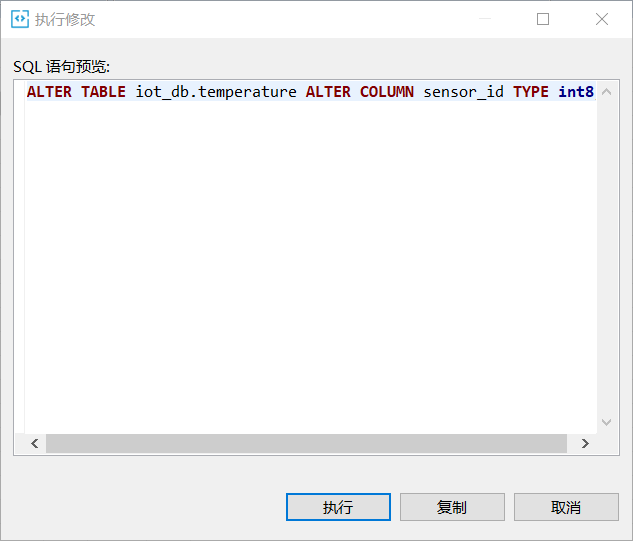 执行修改
SQL 语句预览:
ALTER TABLE iot_db.temperature ALTER COLUMN sensor_id TYPE int8
执行 复制 取消